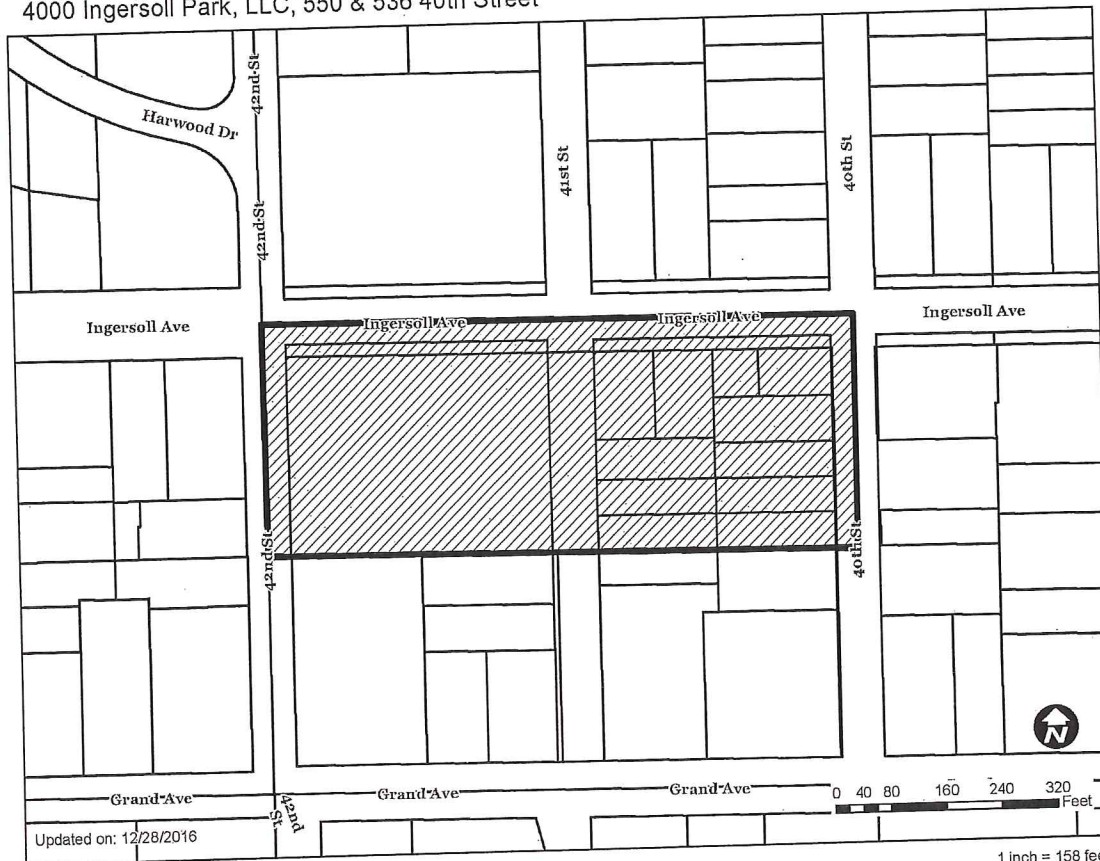 4000 Ingersoll Park, LLC, 550 & 536 40th Street
42nd St
Harwood Dr
41st St
40th St
42nd St
Ingersoll Ave
Ingersoll Ave
Ingersoll Ave
Ingersoll Ave
42nd St
40th St
N
Grand Ave
42nd St
Grand Ave
Grand Ave
0 40 80 160 240 320
Feet
Updated on: 12/28/2016
1 inch = 158 fee